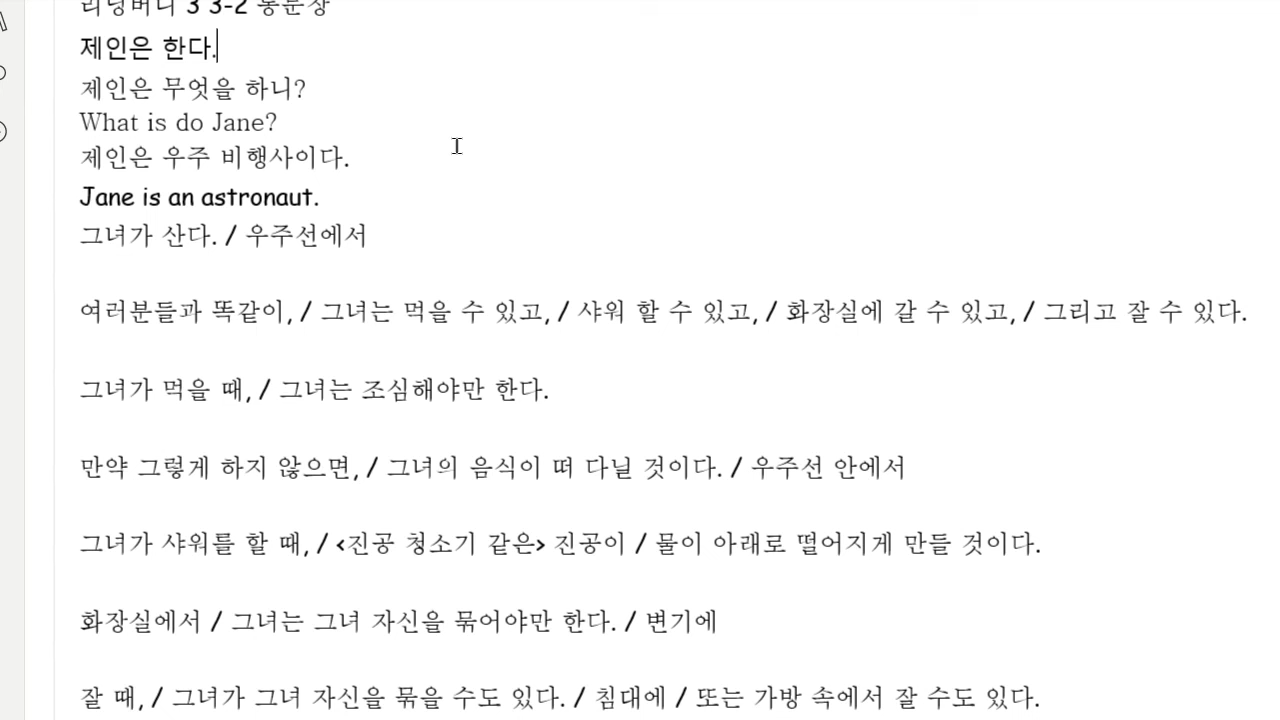 리딩버디 3 3-2 통문장
제인은 한다.
제인은 무엇을 하니?
What is do Jane?
제인은 우주 비행사이다.
Jane is an astronaut.
그녀가 산다. / 우주선에서
여러분들과 똑같이, / 그녀는 먹을 수 있고, / 샤워 할 수 있고, / 화장실에 갈 수 있고, / 그리고 잘 수 있다.
그녀가 먹을 때, / 그녀는 조심해야만 한다.
만약 그렇게 하지 않으면, / 그녀의 음식이 떠 다닐 것이다. / 우주선 안에서
그녀가 샤워를 할 때, / <진공 청소기 같은> 진공이 / 물이 아래로 떨어지게 만들 것이다.
화장실에서 / 그녀는 그녀 자신을 묶어야만 한다. / 변기에
잘 때, / 그녀가 그녀 자신을 묶을 수도 있다. / 침대에 / 또는 가방 속에서 잘 수도 있다.